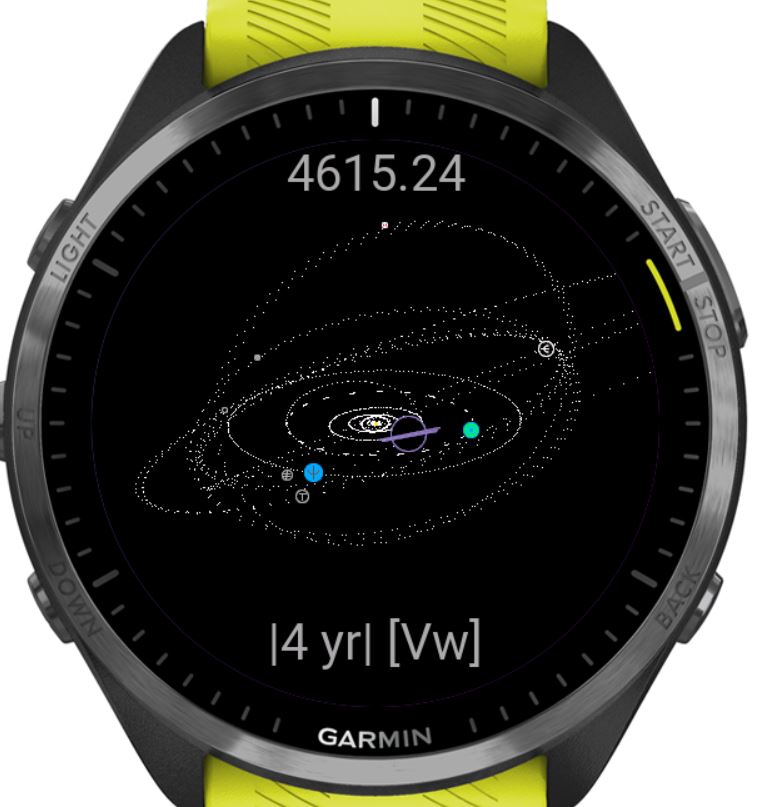 4615.24
LIGHT
START
STOP
UP
DOWN
BACK
|4 yr| [Vw]
GARMIN